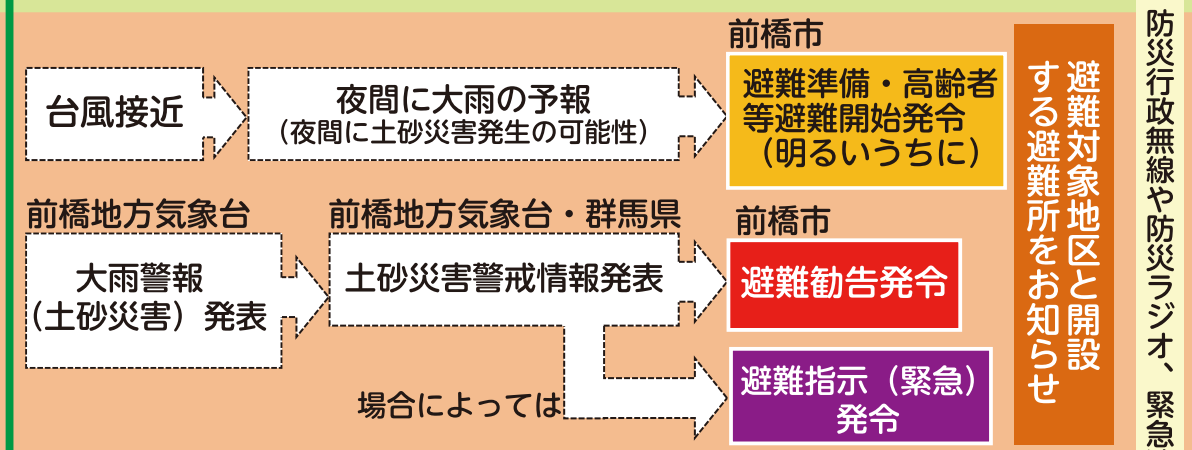 台風接近
夜間に大雨の予報
(夜間に土砂災害発生の可能性)
前橋市
避難準備・高齢者
等避難開始発令
(明るいうちに)
前橋地方気象台
大雨警報
(土砂災害)発表
前橋地方気象台・群馬県
土砂災害警戒情報発表
前橋市
避難勧告発令
場合によっては
避難指示(緊急)
発令
避難対象地区と開設
する避難所をお知らせ
防災行政無線や防災ラジオ、緊急